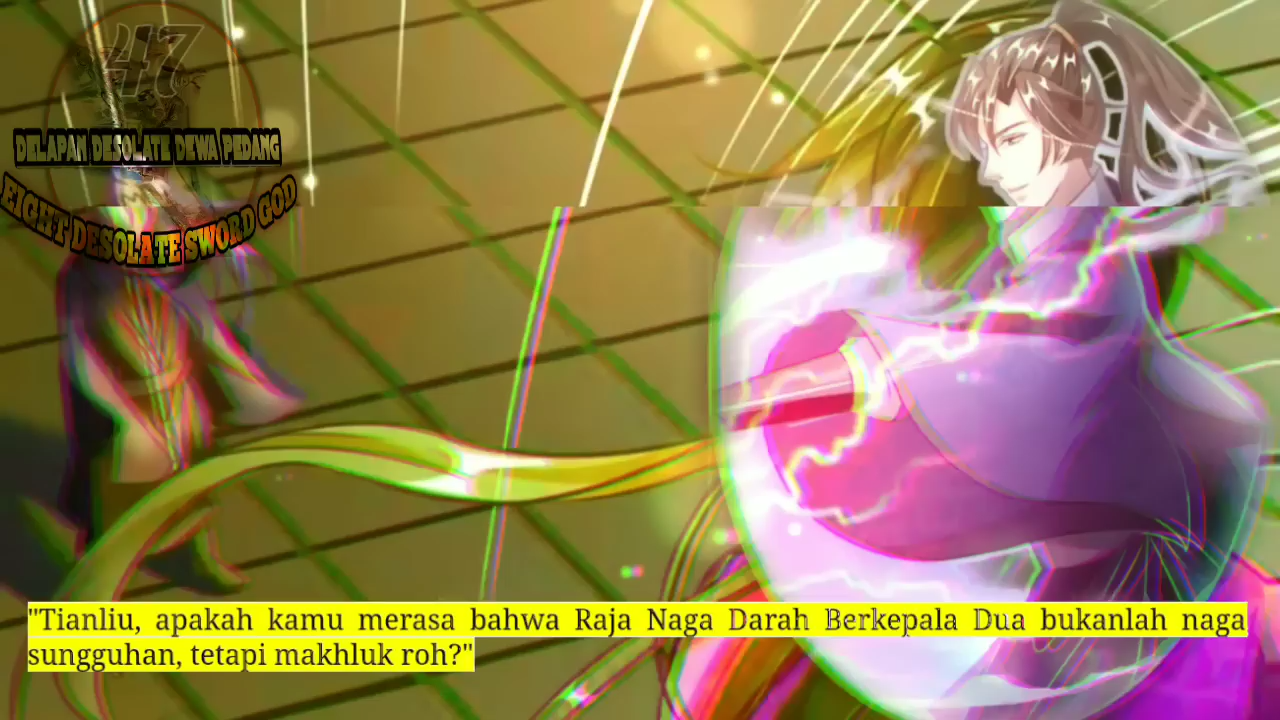 47
DELAPAN DESOLATE DEWA PEDANG
EIGHT DESOLATE SWORD GOD
"Tianliu, apakah kamu merasa bahwa Raja Naga Darah Berkepala Dua bukanlah naga
sungguhan, tetapi makhluk roh?"